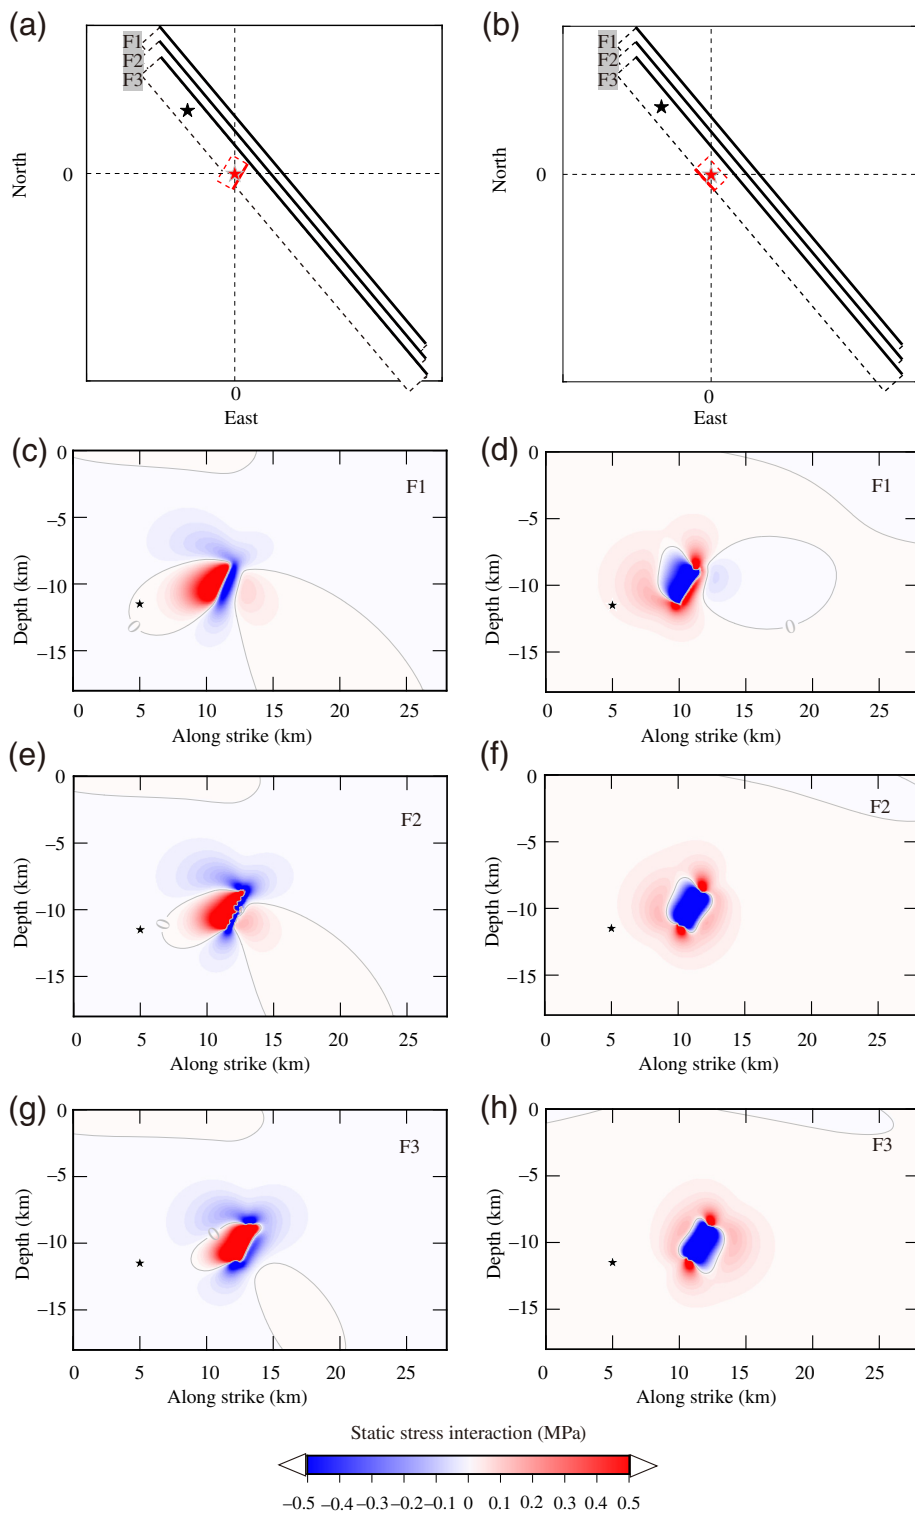 (a)
F1
F2
F3
North
0
0
East
(b)
F1
F2
F3
North
0
0
East
(c)
0
−5
−10
−15
Depth (km)
F1
0
0
5
10
15
20
25
Along strike (km)
(d)
0
−5
−10
−15
Depth (km)
F1
0
0
5
10
15
20
25
Along strike (km)
(e)
0
−5
−10
−15
Depth (km)
F2
0
0
5
10
15
20
25
Along strike (km)
(f)
0
−5
−10
−15
Depth (km)
F2
0
5
10
15
20
25
Along strike (km)
(g)
0
−5
−10
−15
Depth (km)
F3
0
0
5
10
15
20
25
Along strike (km)
(h)
0
−5
−10
−15
Depth (km)
F3
0
5
10
15
20
25
Along strike (km)
Static stress interaction (MPa)
−0.5 −0.4 −0.3 −0.2 −0.1 0 0.1 0.2 0.3 0.4 0.5